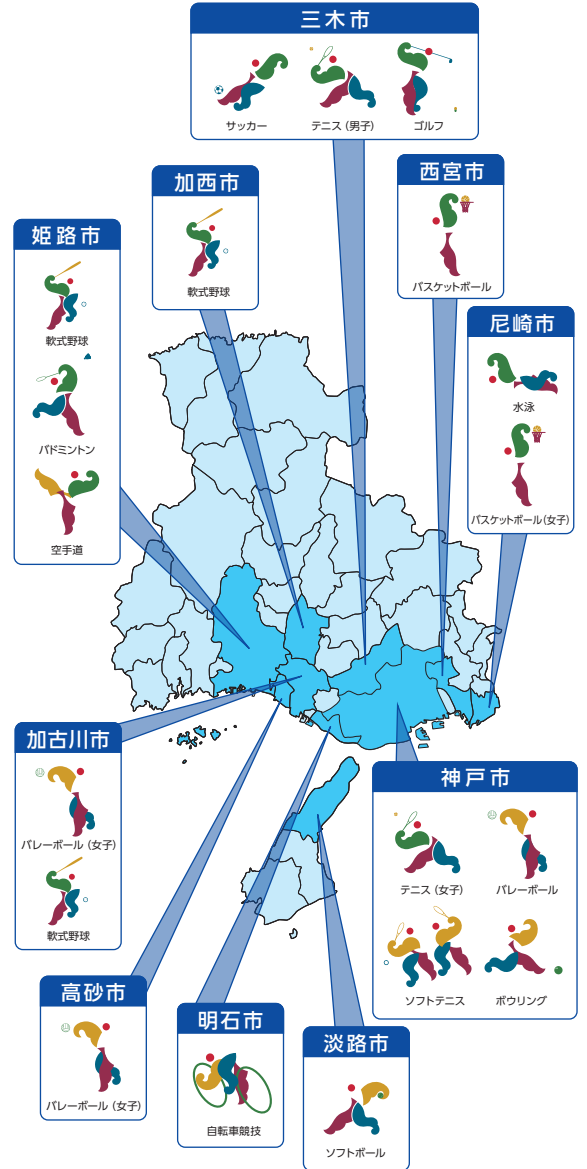 三木市
サッカー
テニス（男子）
ゴルフ
加西市
軟式野球
西宮市
バスケットボール
姫路市
軟式野球
バドミントン
空手道
尼崎市
水泳
バスケットボール(女子)
加古川市
バレーボール（女子）
軟式野球
神戸市
テニス（女子）
バレーボール
ソフトテニス
ボウリング
高砂市
バレーボール（女子）
明石市
自転車競技
淡路市
ソフトボール